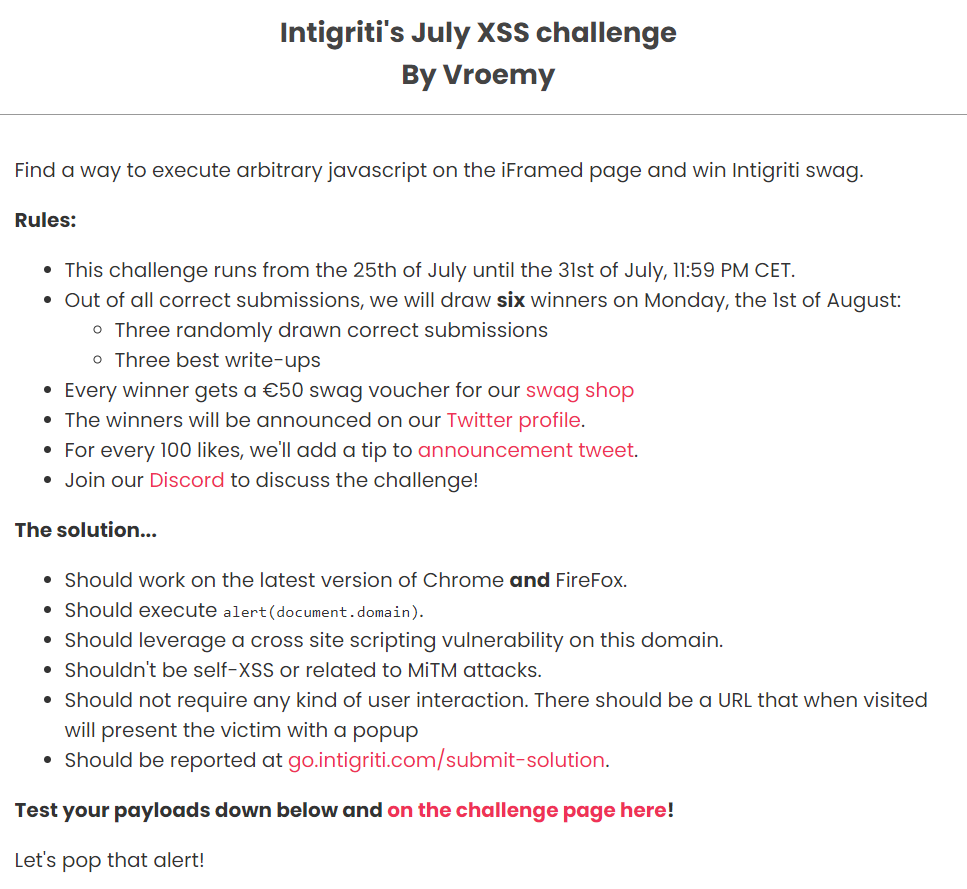 Intigriti's July XSS challenge
By Vroemy
Find a way to execute arbitrary javascript on the iFramed page and win Intigriti swag.
Rules:
This challenge runs from the 25th of July until the 31st of July, 11:59 PM CET.
Out of all correct submissions, we will draw six winners on Monday, the 1st of August:
Three randomly drawn correct submissions
Three best write-ups
Every winner gets a €50 swag voucher for our swag shop
The winners will be announced on our Twitter profile.
For every 100 likes, we'll add a tip to announcement tweet.
Join our Discord to discuss the challenge!
The solution...
Should work on the latest version of Chrome and FireFox.
Should execute alert(document.domain).
Should leverage a cross site scripting vulnerability on this domain.
Shouldn't be self-XSS or related to MiTM attacks.
Should not require any kind of user interaction. There should be a URL that when visited
will present the victim with a popup
Should be reported at go.intigriti.com/submit-solution.
Test your payloads down below and on the challenge page here!
Let's pop that alert!